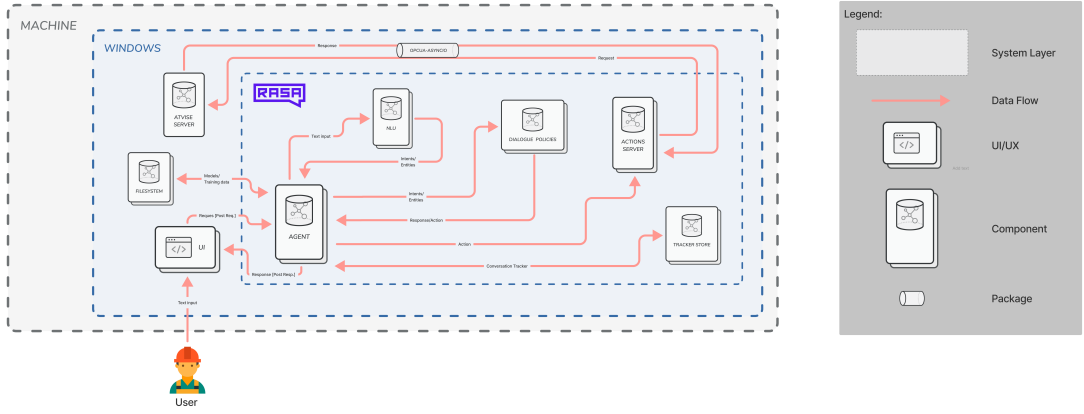 MACHINE
WINDOWS
Response
OPCUA-ASYNCIO
Request
RASA
ATVISE
SERVER
NLU
Text Input
DIALOGUE POLICIES
ACTIONS
SERVER
Intents/
Entities
FILESYSTEM
Models/
Training data
Intents/
Entities
AGENT
Reques [Post Req.]
Response/Action
UI
Action
TRACKER STORE
Response [Post Resp.]
Conversation Tracker
Text Input
User
Legend:
System Layer
Data Flow
UI/UX
Component
Package